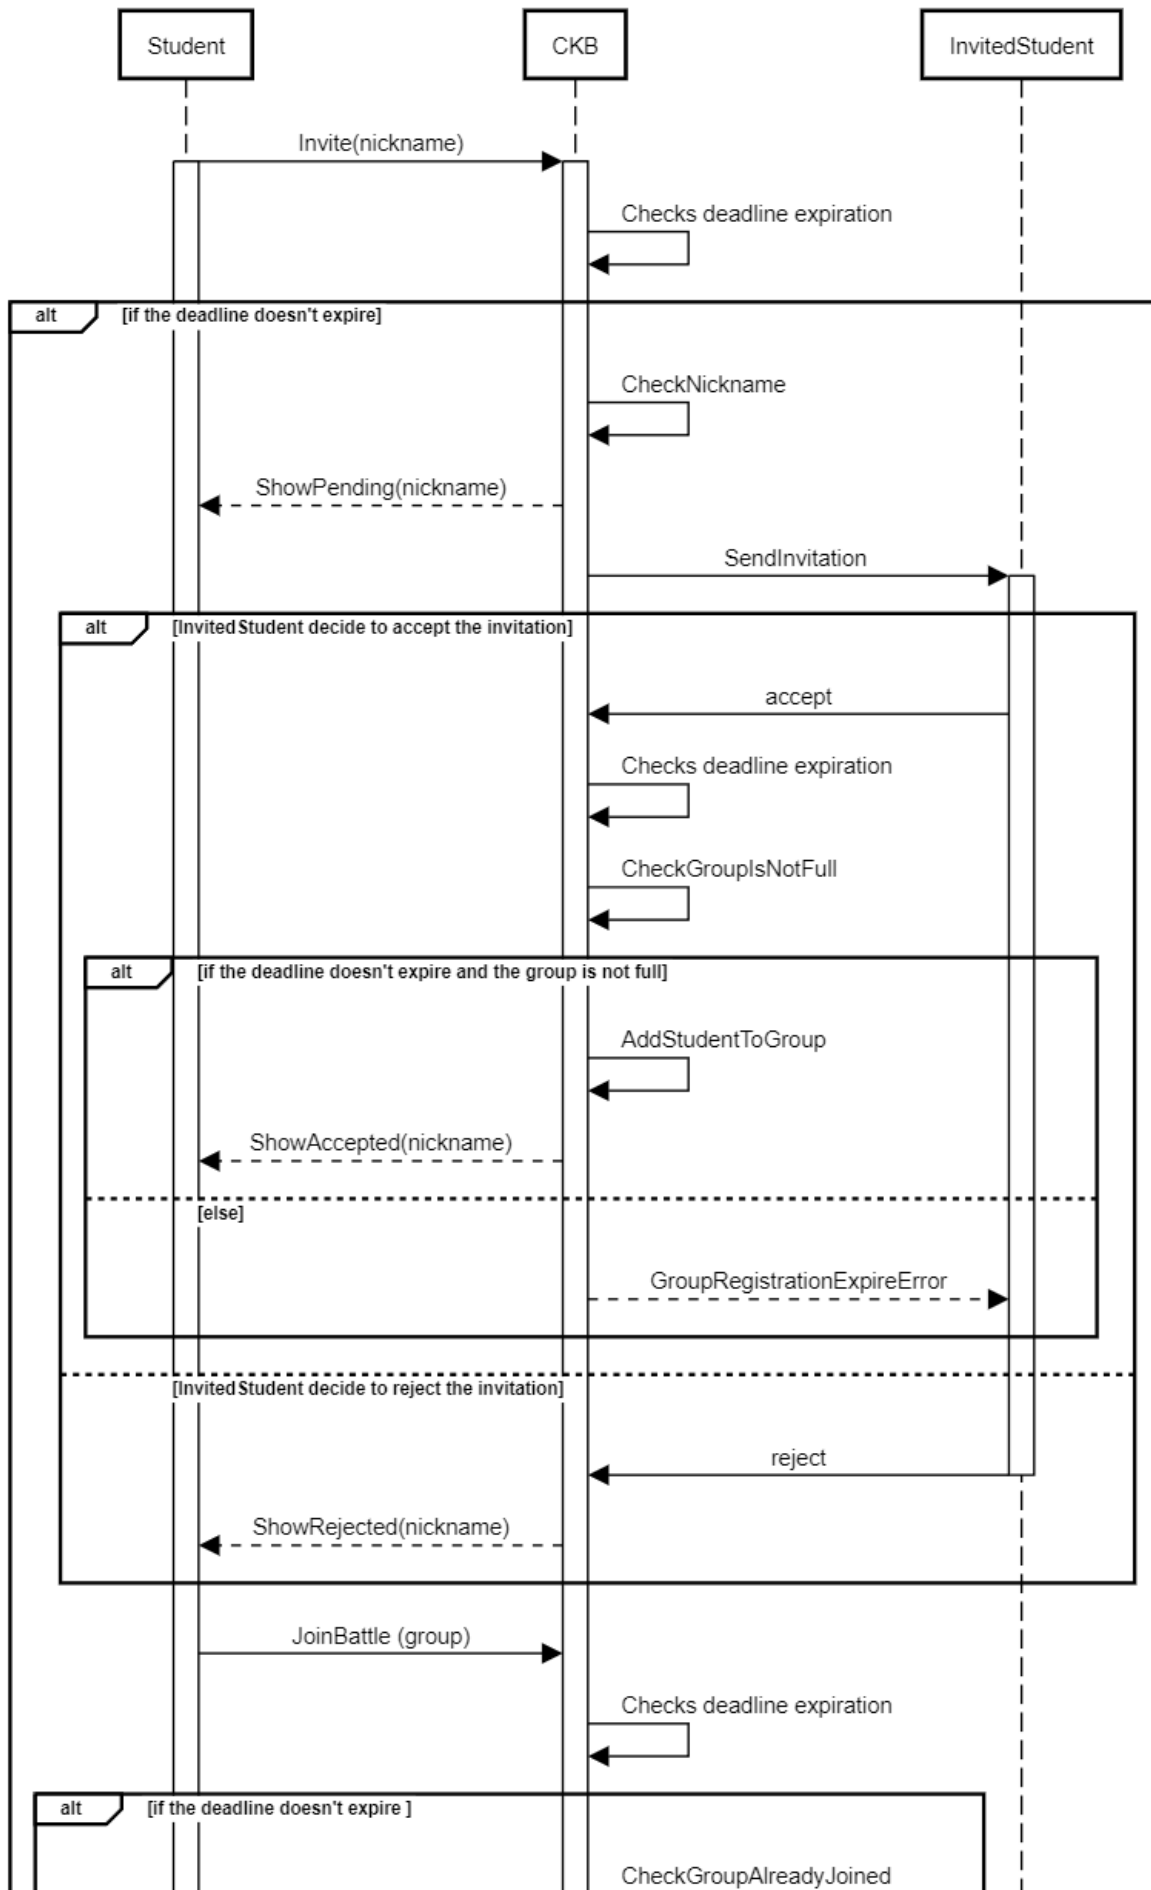 Student
CKB
InvitedStudent
Invite(nickname)
Checks deadline expiration
alt
[if the deadline doesn't expire]
CheckNickname
ShowPending(nickname)
SendInvitation
alt
[InvitedStudent decide to accept the invitation]
accept
Checks deadline expiration
CheckGroupIsNotFull
alt
[if the deadline doesn't expire and the group is not full]
AddStudentToGroup
ShowAccepted(nickname)
[else]
GroupRegistrationExpireError
[InvitedStudent decide to reject the invitation]
reject
ShowRejected(nickname)
JoinBattle (group)
Checks deadline expiration
alt
[if the deadline doesn't expire ]
CheckGroupAlreadyJoined